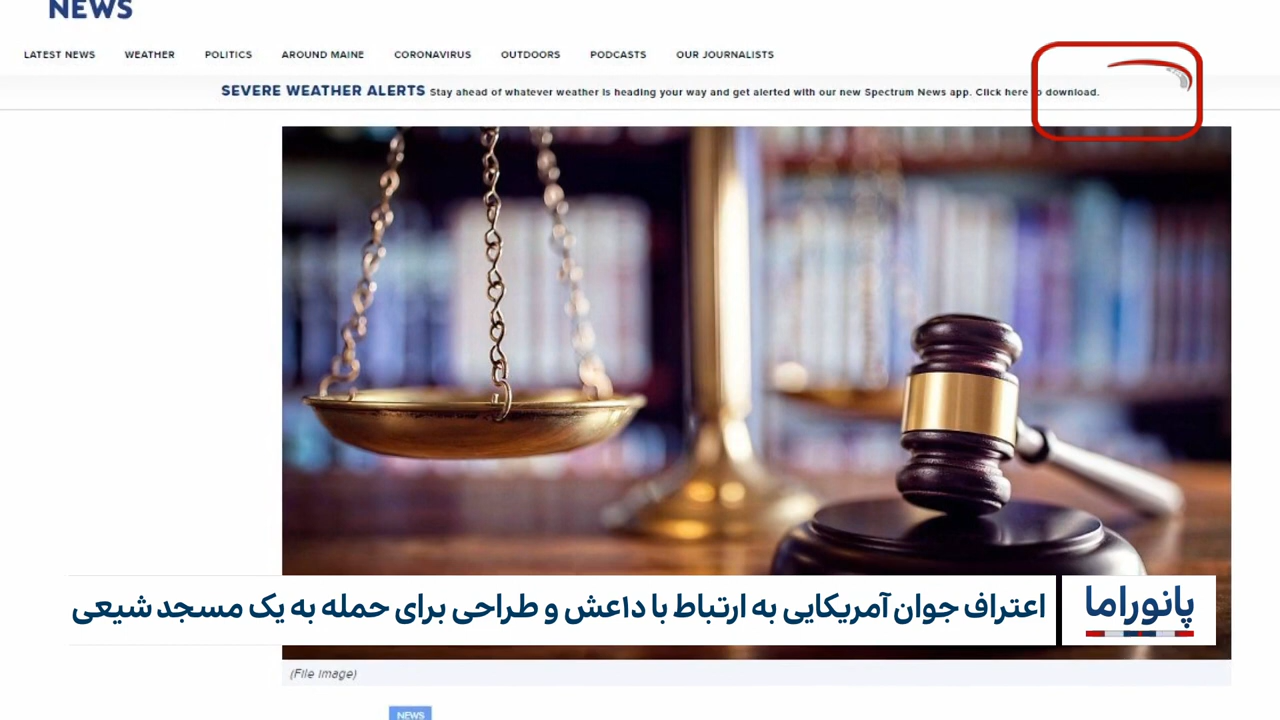 NEWS
LATEST NEWS WEATHER POLITICS AROUND MAINE CORONAVIRUS OUTDOORS PODCASTS OUR JOURNALISTS
SEVERE WEATHER ALERTS Stay ahead of whatever weather is heading your way and get alerted with our new Spectrum News app. Click here to download.
پانوراما
اعتراف جوان آمریکایی به ارتباط با داعش و طراحی برای حمله به یک مسجد شیعی
(File Image)
NEWS